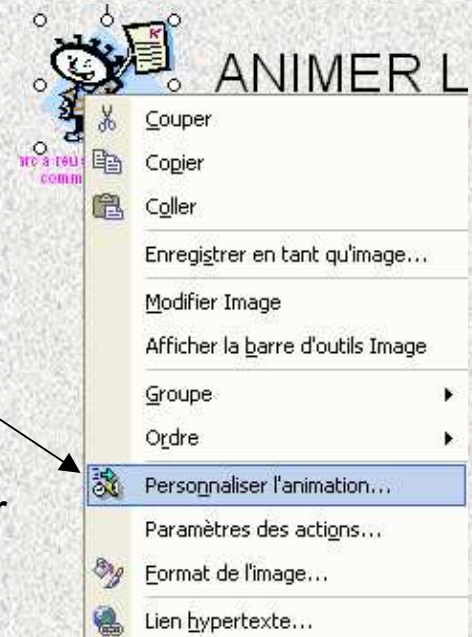 ANIMER L
comm
Couper
Copier
Coller
Enregistrer en tant qu'image...
Modifier Image
Afficher la barre d'outils Image
Groupe
Ordre
Personnaliser l'animation...
r
Paramètres des actions...
Format de l'image...
Lien hypertexte...